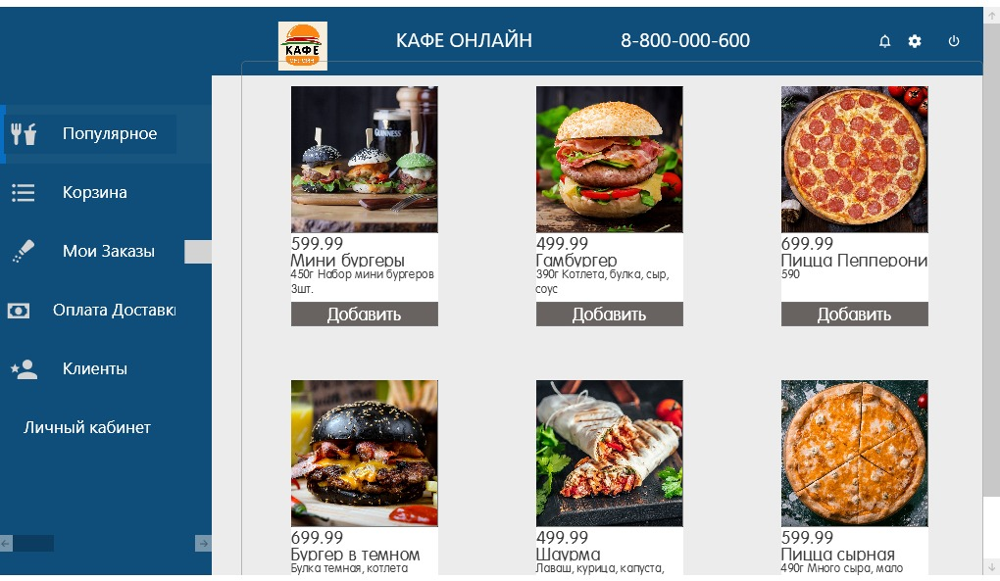 КАФЕ
ОНЛАЙН
КАФЕ ОНЛАЙН
8-800-000-600
Популярное
Корзина
Мои Заказы
Оплата Доставкі
Клиенты
Личный кабинет
GUINNESS
599.99
Мини бургеры
450г Набор мини бургеров
3шт.
Добавить
499.99
Гамбургер
390г Котлета, булка, сыр,
соус
Добавить
699.99
Пицца Пепперони
590
Добавить
699.99
Бургер в темном
Булка темная, котлета
499.99
Шаурма
Лаваш, курица, капуста,
599.99
Пицца сырная
490г Много сыра, мало